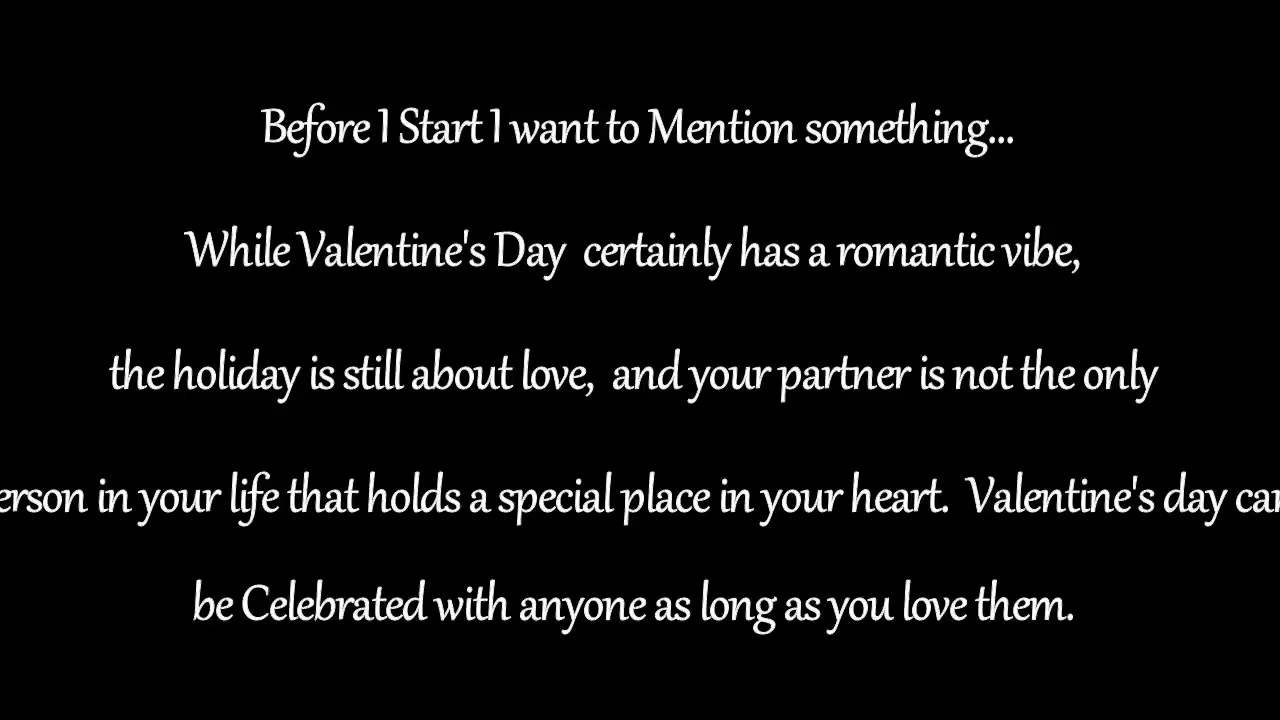 Before I Start I want to Mention something...
While Valentine's Day certainly has a romantic vibe,
the holiday is still about love, and your partner is not the only
erson in your life that holds a special place in your heart. Valentine's day can
be Celebrated with anyone as long as you love them.